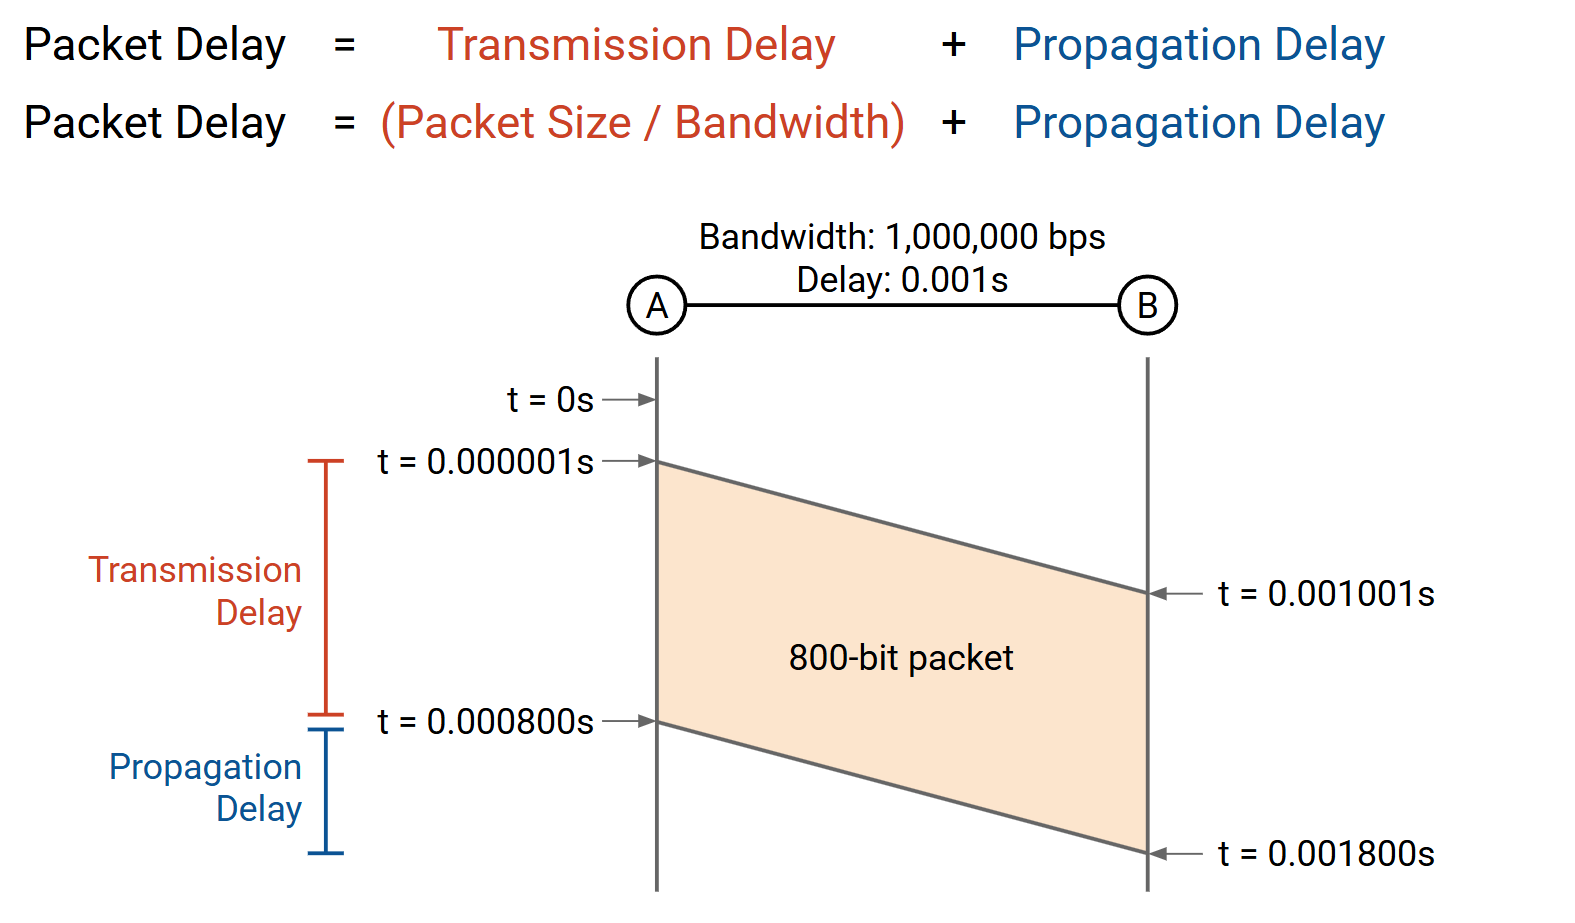 Packet Delay = Transmission Delay + Propagation Delay
Packet Delay = (Packet Size / Bandwidth) + Propagation Delay
Bandwidth: 1,000,000 bps
Delay: 0.001s
A
B
t = 0s
t = 0.000001s
Transmission
Delay
t = 0.001001s
800-bit packet
t = 0.000800s
Propagation
Delay
t = 0.001800s